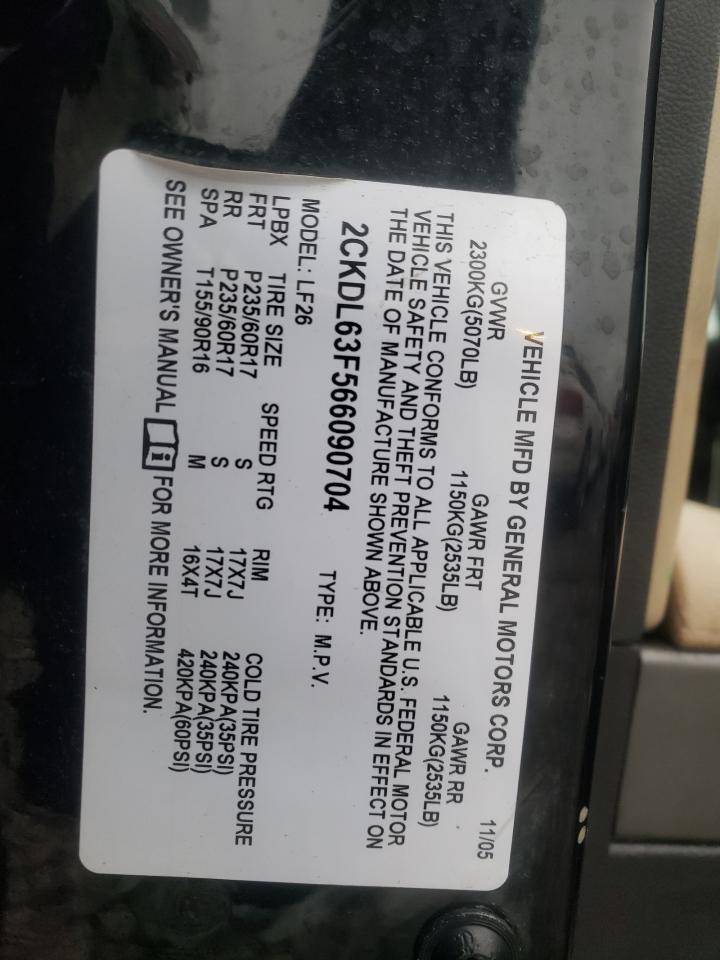 VEHICLE MFD BY GENERAL MOTORS CORP. 11/05
GVWR GAWR FRT GAWR RR
2300KG(5070LB) 1150KG(2535LB) 1150KG(2535LB)
THIS VEHICLE CONFORMS TO ALL APPLICABLE U.S. FEDERAL MOTOR
VEHICLE SAFETY AND THEFT PREVENTION STANDARDS IN EFFECT ON
THE DATE OF MANUFACTURE SHOWN ABOVE.
2CKDL63F566090704 TYPE: M.P.V.
MODEL: LF26
LPBX TIRE SIZE SPEED RTG RIM COLD TIRE PRESSURE
FRT P235/60R17 S 17X7J 240KPA(35PSI)
RR P235/60R17 S 17X7J 240KPA(35PSI)
SPA T155/90R16 M 16X4T 420KPA(60PSI)
SEE OWNER'S MANUAL i FOR MORE INFORMATION.